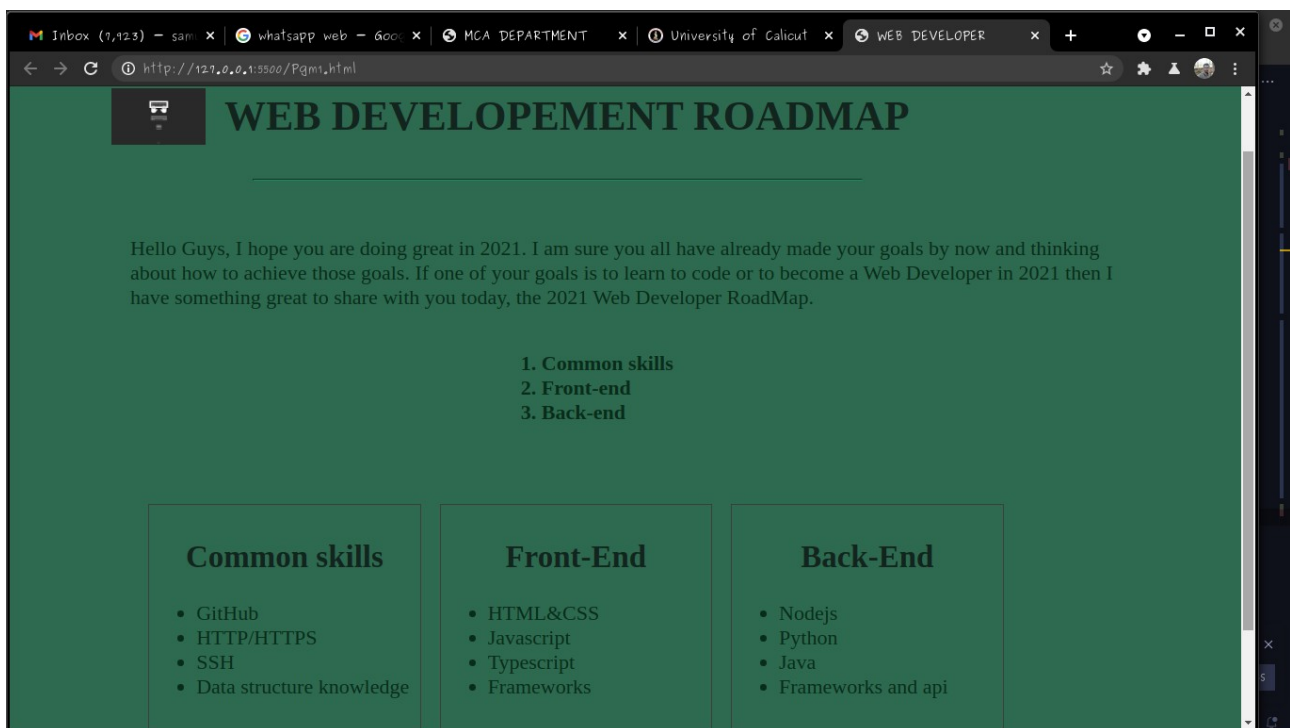 Inbox (7,923) - sam
whatsapp web - Goo
MCA DEPARTMENT
University of Calicut
WEB DEVELOPER
http://127.0.0.1:5500/Pgm1.html
WEB DEVELOPEMENT ROADMAP
Hello Guys, I hope you are doing great in 2021. I am sure you all have already made your goals by now and thinking
about how to achieve those goals. If one of your goals is to learn to code or to become a Web Developer in 2021 then I
have something great to share with you today, the 2021 Web Developer RoadMap.
1. Common skills
2. Front-end
3. Back-end
Common skills
• GitHub
• HTTP/HTTPS
• SSH
• Data structure knowledge
Front-End
• HTML&CSS
• Javascript
• Typescript
• Frameworks
Back-End
• Nodejs
• Python
• Java
• Frameworks and api